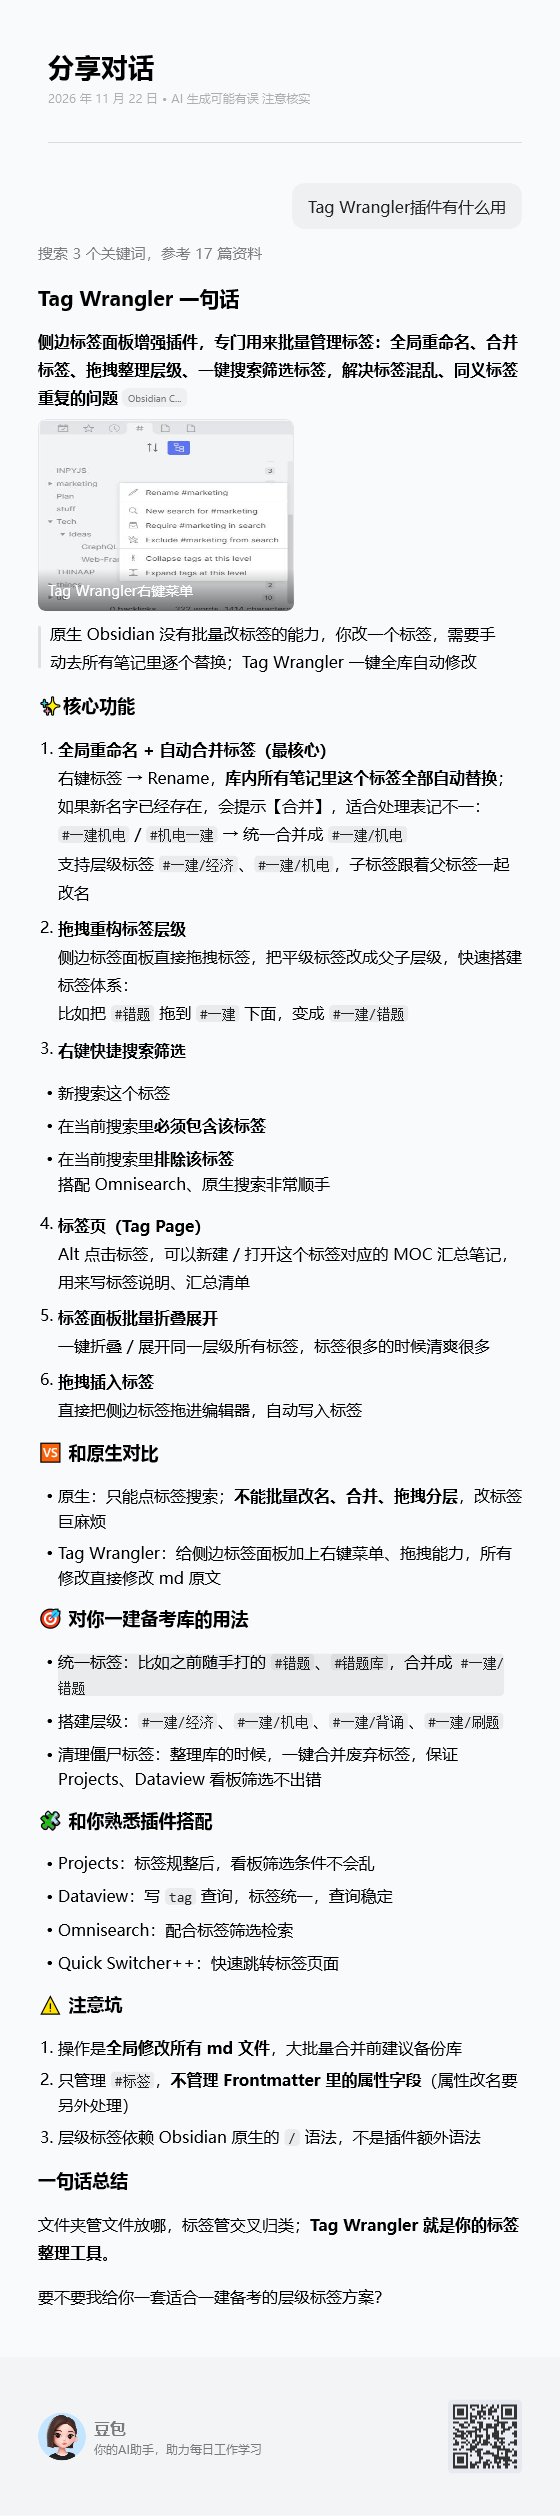 分享对话
2026 年 11 月 22 日 • AI 生成可能有误 注意核实
Tag Wrangler插件有什么用
搜索 3 个关键词，参考 17 篇资料
Tag Wrangler 一句话
侧边标签面板增强插件，专门用来批量管理标签：全局重命名、合并
标签、拖拽整理层级、一键搜索筛选标签，解决标签混乱、同义标签
重复的问题 Obsidian C...
INPYJS 3
marketing
Plan
stuff
Tech
Ideas
GraphQL
Web-Fra
THINAAP
things 2
10
Rename #marketing
New search for #marketing
Require #marketing in search
Exclude #marketing from search
Collapse tags at this level
Expand tags at this level
Tag Wrangler右键菜单
0 backlinks 222 words 1414 characters
原生 Obsidian 没有批量改标签的能力，你改一个标签，需要手
动去所有笔记里逐个替换；Tag Wrangler 一键全库自动修改
✨核心功能
1. 全局重命名 + 自动合并标签（最核心）
右键标签 → Rename，库内所有笔记里这个标签全部自动替换；
如果新名字已经存在，会提示【合并】，适合处理表记不一：
#一建机电 / #机电一建 → 统一合并成 #一建/机电
支持层级标签 #一建/经济 、 #一建/机电，子标签跟着父标签一起
改名
2. 拖拽重构标签层级
侧边标签面板直接拖拽标签，把平级标签改成父子层级，快速搭建
标签体系：
比如把 #错题 拖到 #一建 下面，变成 #一建/错题
3. 右键快捷搜索筛选
• 新搜索这个标签
• 在当前搜索里必须包含该标签
• 在当前搜索里排除该标签
搭配 Omnisearch、原生搜索非常顺手
4. 标签页（Tag Page）
Alt 点击标签，可以新建 / 打开这个标签对应的 MOC 汇总笔记，
用来写标签说明、汇总清单
5. 标签面板批量折叠展开
一键折叠 / 展开同一层级所有标签，标签很多的时候清爽很多
6. 拖拽插入标签
直接把侧边标签拖进编辑器，自动写入标签
🆚 和原生对比
• 原生：只能点标签搜索；不能批量改名、合并、拖拽分层，改标签
巨麻烦
• Tag Wrangler：给侧边标签面板加上右键菜单、拖拽能力，所有
修改直接修改 md 原文
🎯 对你一建备考库的用法
• 统一标签：比如之前随手打的 #错题 、 #错题库 ，合并成 #一建/
错题
• 搭建层级： #一建/经济 、 #一建/机电 、 #一建/背诵 、 #一建/刷题
• 清理僵尸标签：整理库的时候，一键合并废弃标签，保证
Projects、Dataview 看板筛选不出错
🧩 和你熟悉插件搭配
• Projects：标签规整后，看板筛选条件不会乱
• Dataview：写 tag 查询，标签统一，查询稳定
• Omnisearch：配合标签筛选检索
• Quick Switcher++：快速跳转标签页面
⚠️ 注意坑
1. 操作是全局修改所有 md 文件，大批量合并前建议备份库
2. 只管理 #标签 ，不管理 Frontmatter 里的属性字段（属性改名要
另外处理）
3. 层级标签依赖 Obsidian 原生的 / 语法，不是插件额外语法
一句话总结
文件夹管文件放哪，标签管交叉归类；Tag Wrangler 就是你的标签
整理工具。
要不要我给你一套适合一建备考的层级标签方案？
豆包
你的AI助手，助力每日工作学习